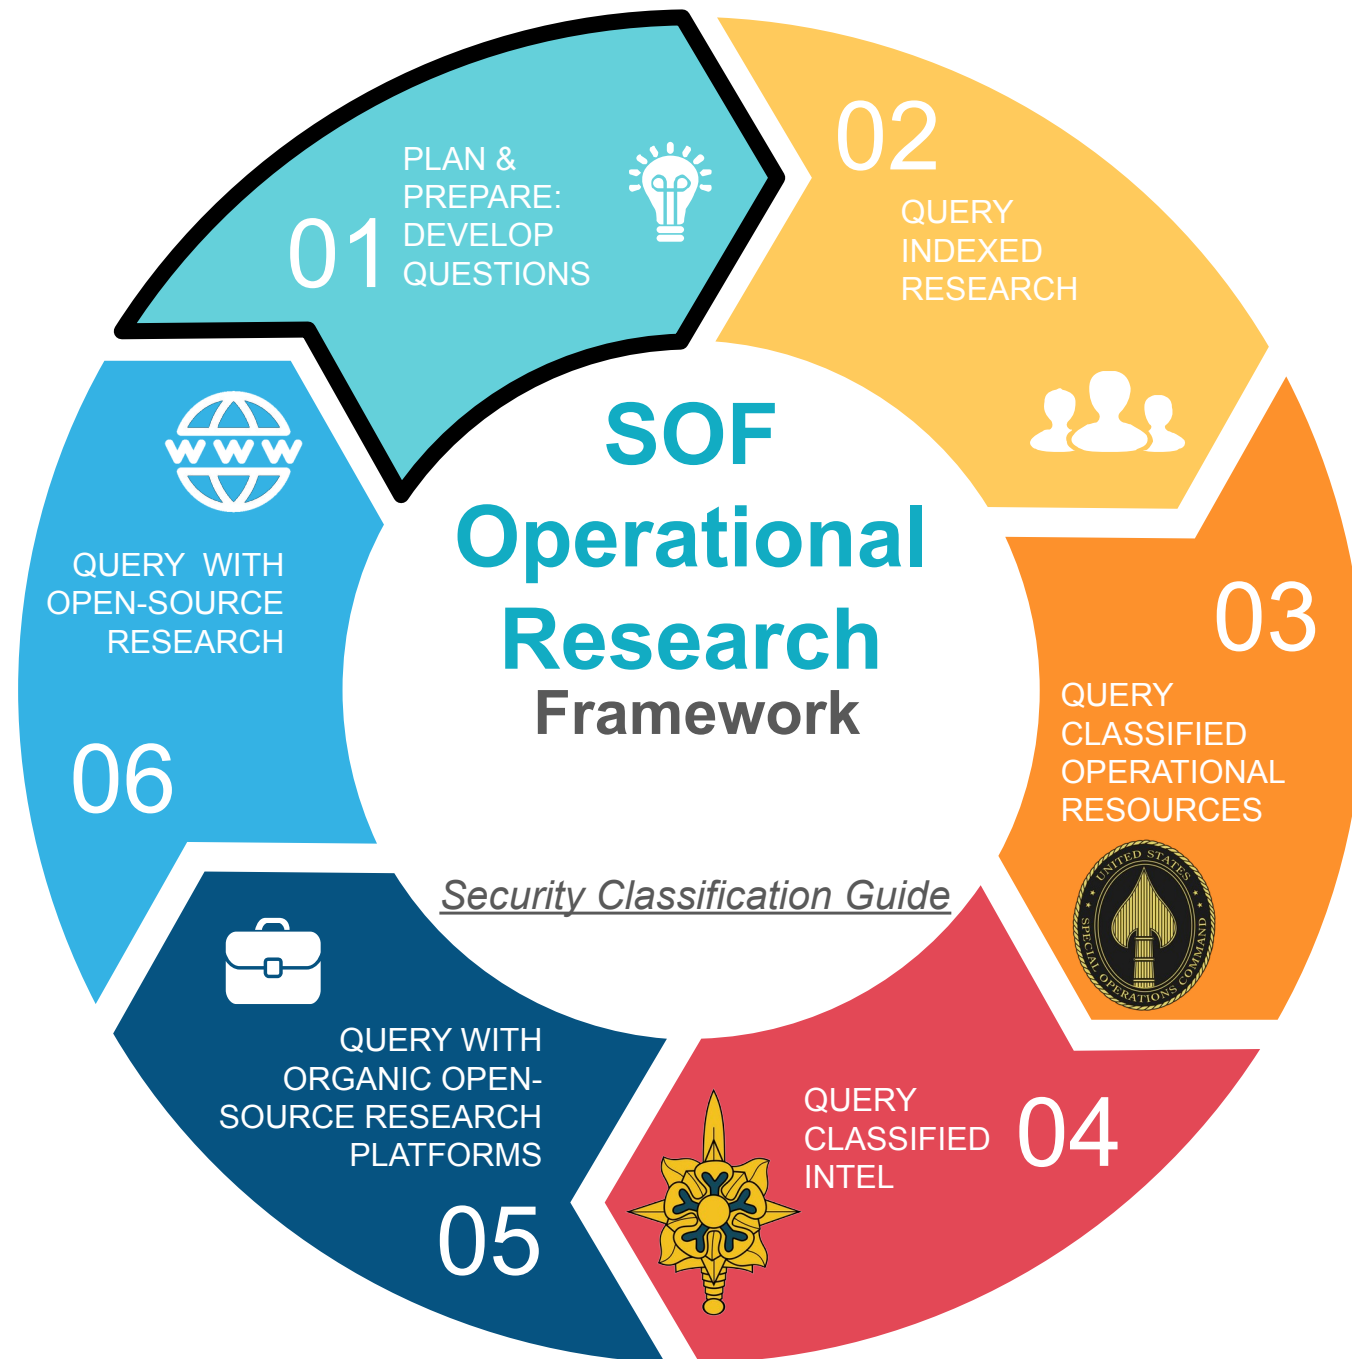 01
PLAN &
PREPARE:
DEVELOP
QUESTIONS
02
QUERY
INDEXED
RESEARCH
03
QUERY
CLASSIFIED
OPERATIONAL
RESOURCES
UNITED STATES
SPECIAL OPERATIONS COMMAND
QUERY
CLASSIFIED
INTEL
04
QUERY WITH
ORGANIC OPEN-
SOURCE RESEARCH
PLATFORMS
05
WWW
QUERY WITH
OPEN-SOURCE
RESEARCH
06
SOF
Operational
Research
Framework
Security Classification Guide